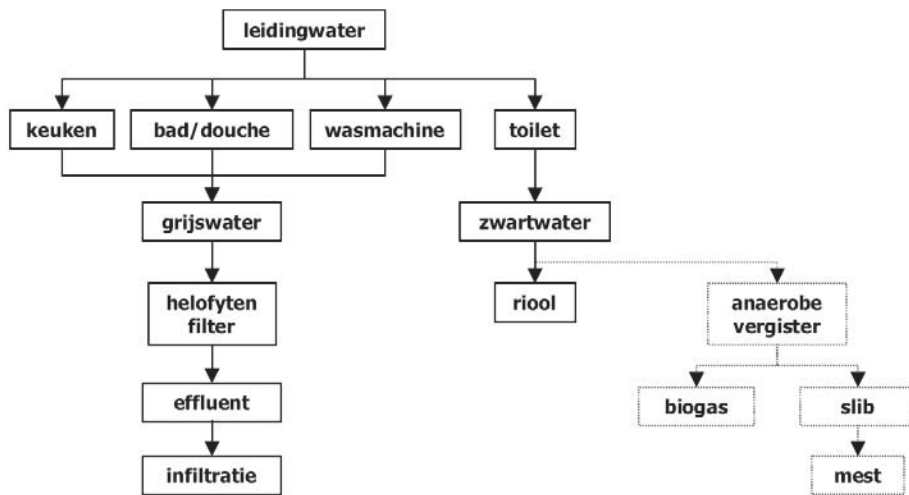 leidingwater
keuken
bad/douche
wasmachine
toilet
grijswater
zwartwater
helofyten
filter
riool
anaerobe
vergister
effluent
biogas
slib
infiltratie
mest